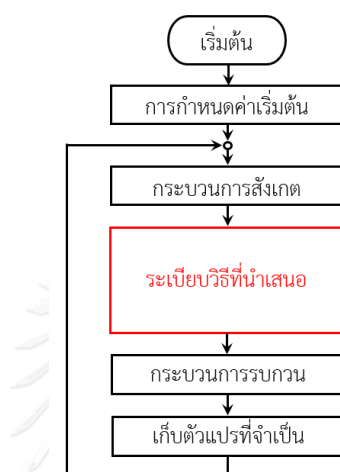 เริ่มต้น
การกำหนดค่าเริ่มต้น
กระบวนการสังเกต
ระเบียบวิธีที่นำเสนอ
กระบวนการรบกวน
เก็บตัวแปรที่จำเป็น